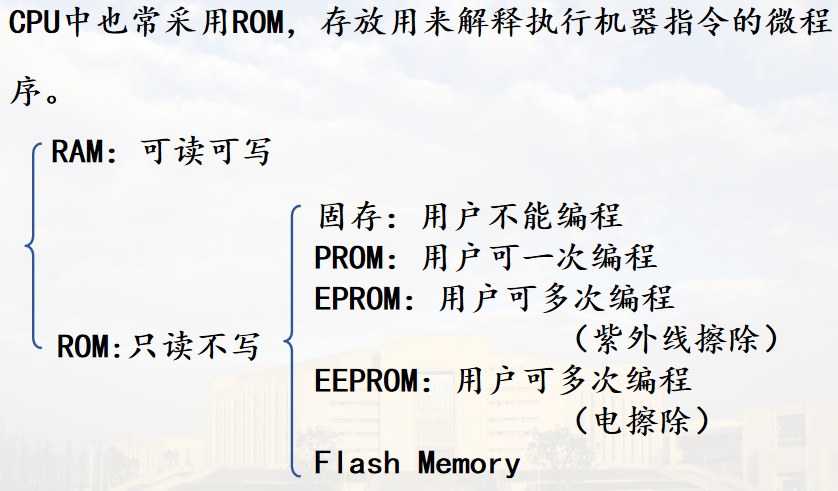 CPU中也常采用ROM，存放用来解释执行机器指令的微程
序。
RAM: 可读可写
ROM:只读不写
固存: 用户不能编程
PROM: 用户可一次编程
EPROM: 用户可多次编程
（紫外线擦除）
EEPROM: 用户可多次编程
（电擦除）
Flash Memory